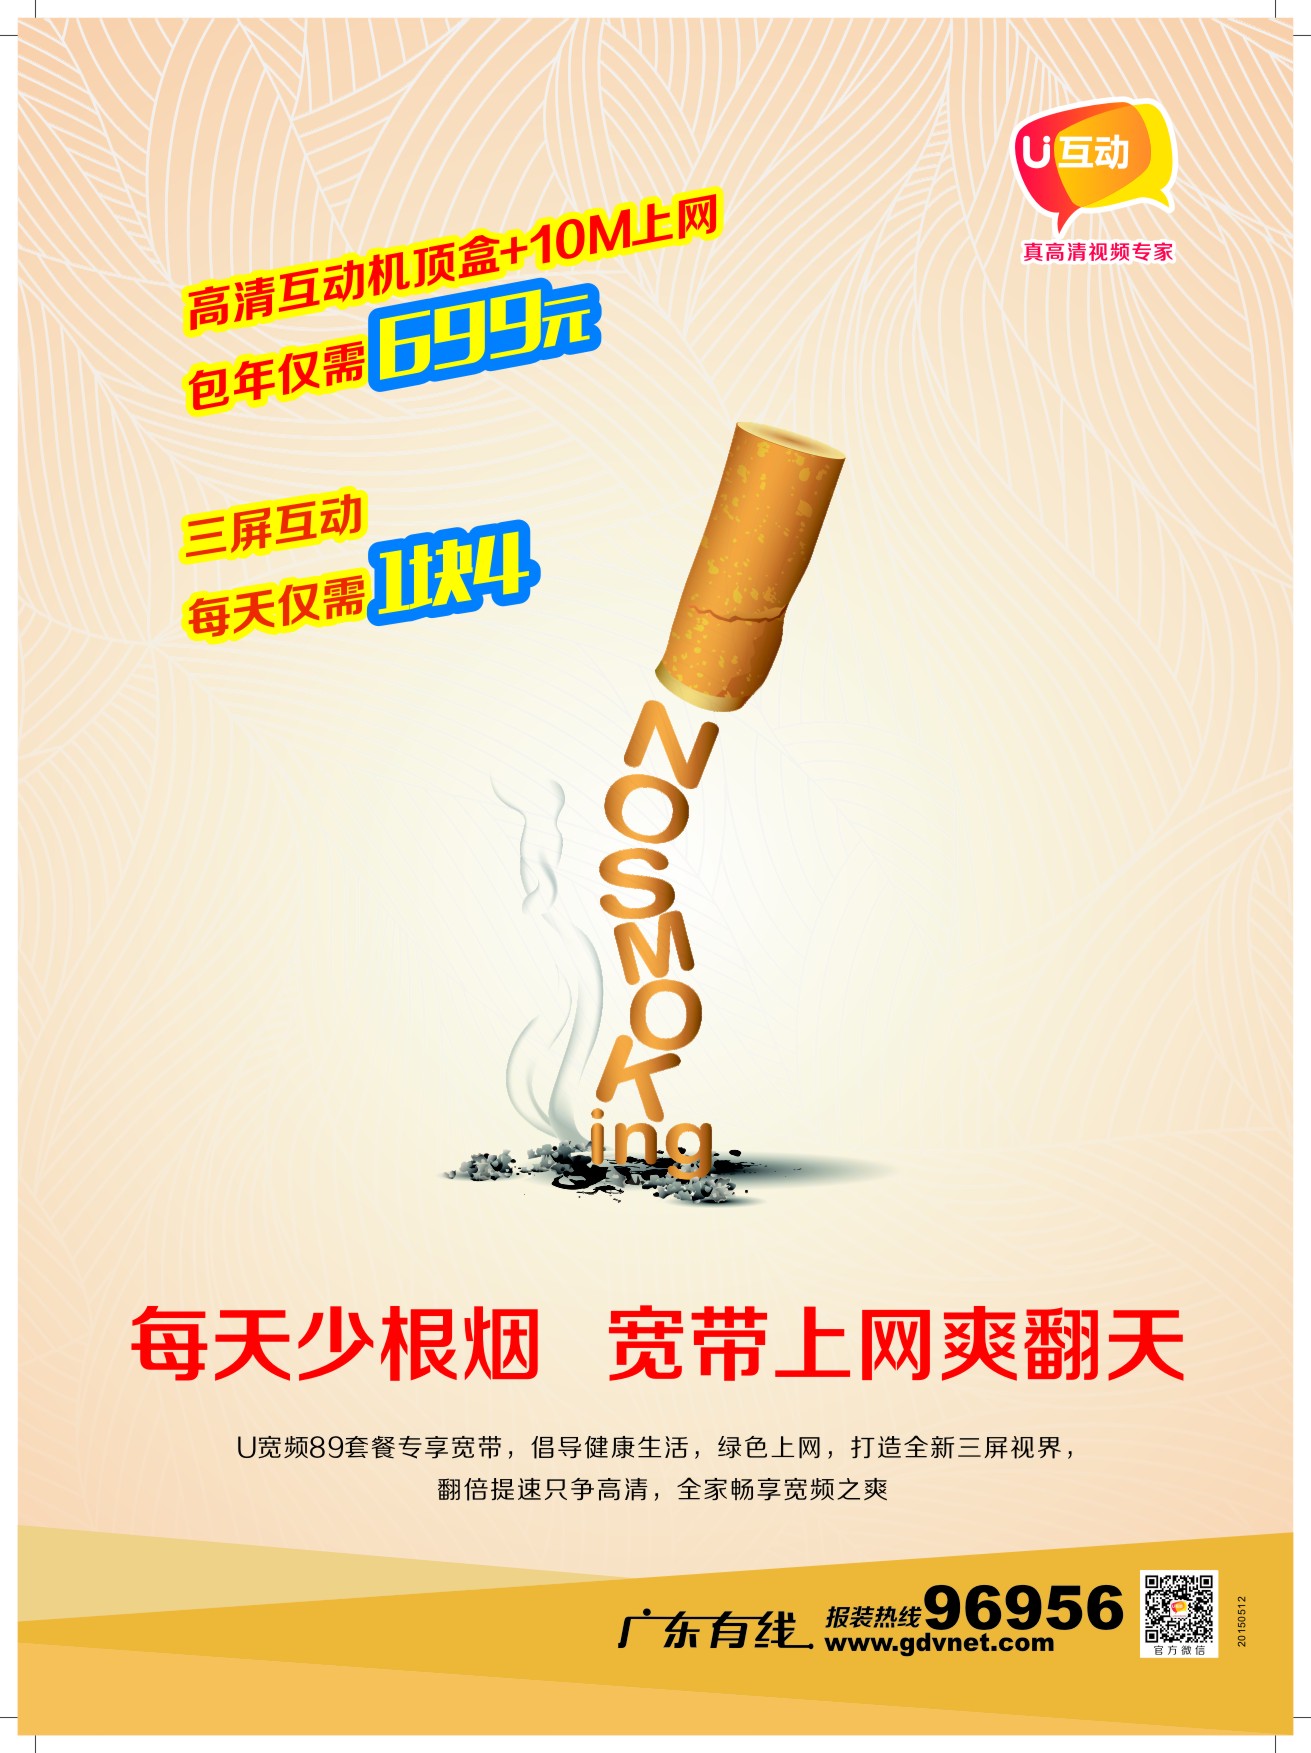 U互动
真高清视频专家
高清互动机顶盒+10M上网
包年仅需699元
三屏互动
每天仅需1块4
N
O
S
M
O
K
ing
每天少根烟 宽带上网爽翻天
U宽频89套餐专享宽带，倡导健康生活，绿色上网，打造全新三屏视界，
翻倍提速只争高清，全家畅享宽频之爽
广东有线
报装热线96956
www.gdvnet.com
官方微信
20150512